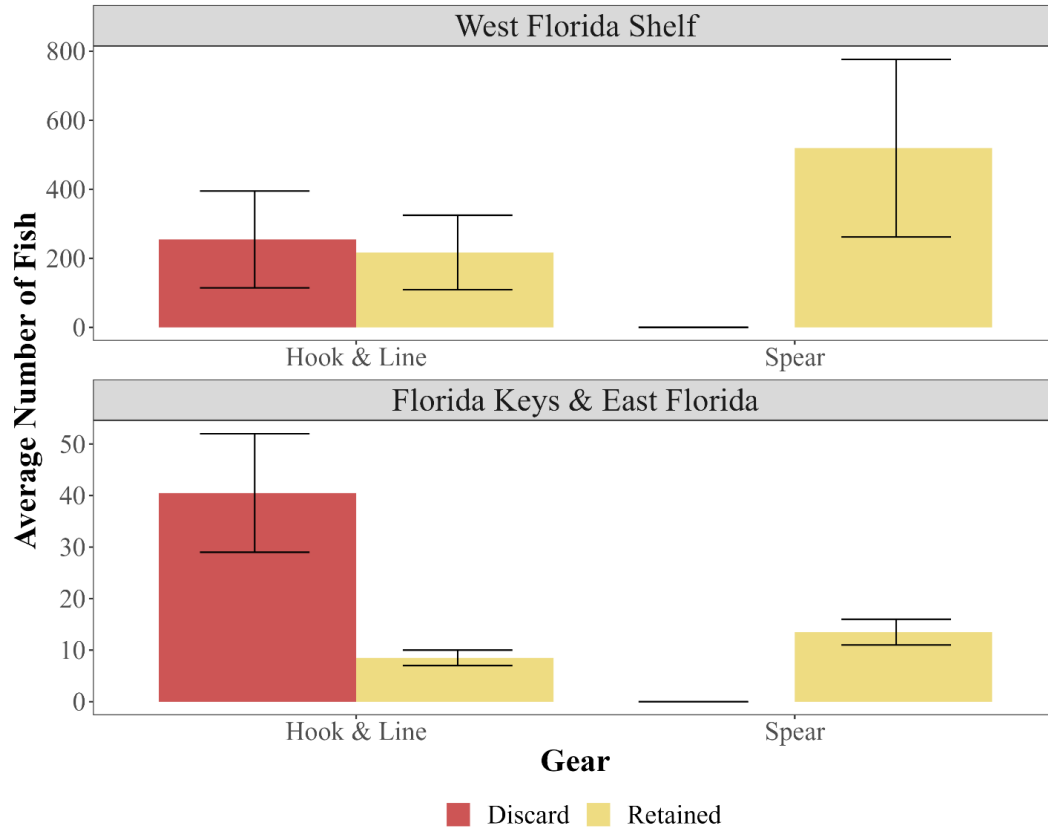 West Florida Shelf
800
600
400
200
0
Hook & Line Spear
Florida Keys & East Florida
50
40
30
20
10
0
Hook & Line Spear
Average Number of Fish
Gear
Discard Retained